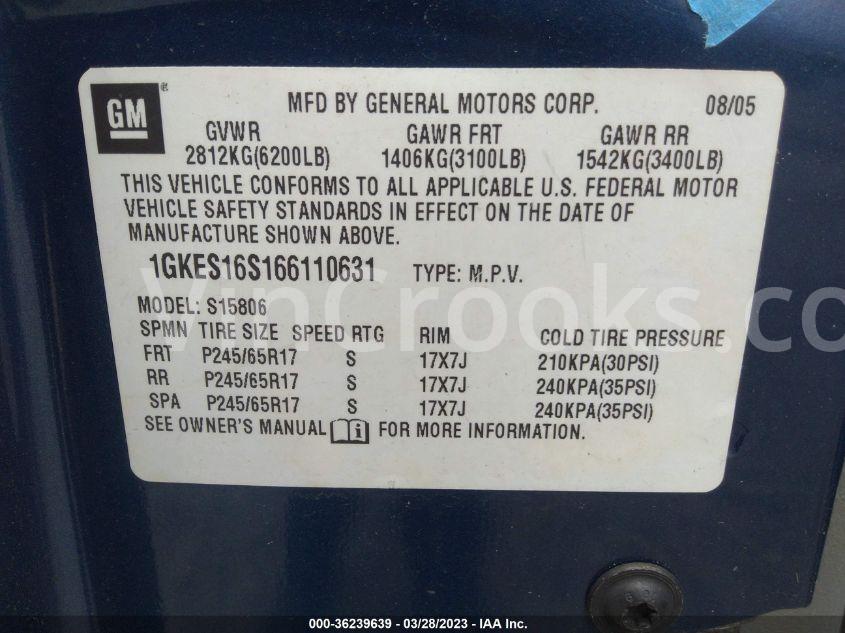 GM ® MFD BY GENERAL MOTORS CORP. 08/05
GVWR GAWR FRT GAWR RR
2812KG(6200LB) 1406KG(3100LB) 1542KG(3400LB)
THIS VEHICLE CONFORMS TO ALL APPLICABLE U.S. FEDERAL MOTOR
VEHICLE SAFETY STANDARDS IN EFFECT ON THE DATE OF
MANUFACTURE SHOWN ABOVE.
1GKES16S166110631 TYPE: M.P.V.
VinCrooks.com
MODEL: S15806
SPMN TIRE SIZE SPEED RTG RIM COLD TIRE PRESSURE
FRT P245/65R17 S 17X7J 210KPA(30PSI)
RR P245/65R17 S 17X7J 240KPA(35PSI)
SPA P245/65R17 S 17X7J 240KPA(35PSI)
SEE OWNER'S MANUAL i FOR MORE INFORMATION.
000-36239639 - 03/28/2023 - IAA Inc.